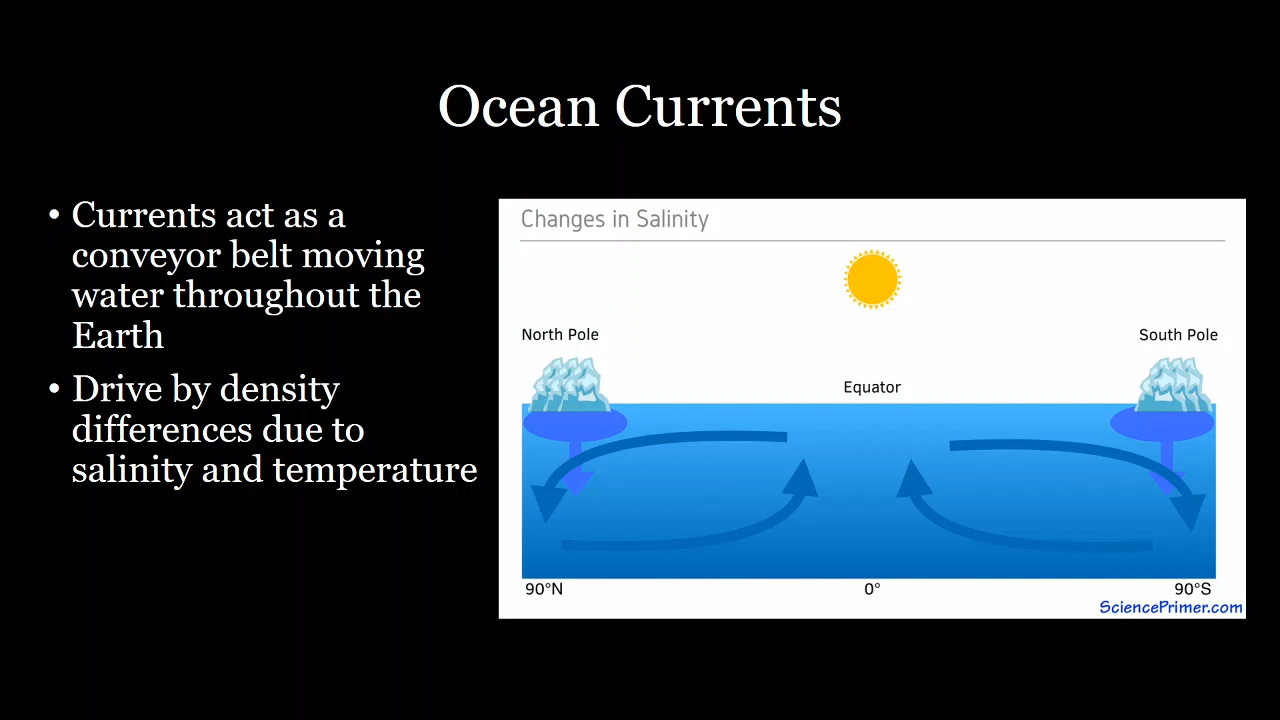 Ocean Currents
• Currents act as a
conveyor belt moving
water throughout the
Earth
• Drive by density
differences due to
salinity and temperature
Changes in Salinity
North Pole
South Pole
Equator
90°N
0°
90°S
SciencePrimer.com